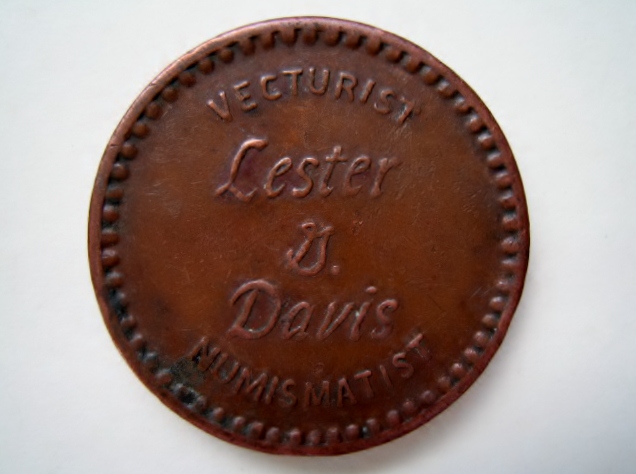 VECTURIST
Lester
G.
Davis
NUMISMATIST